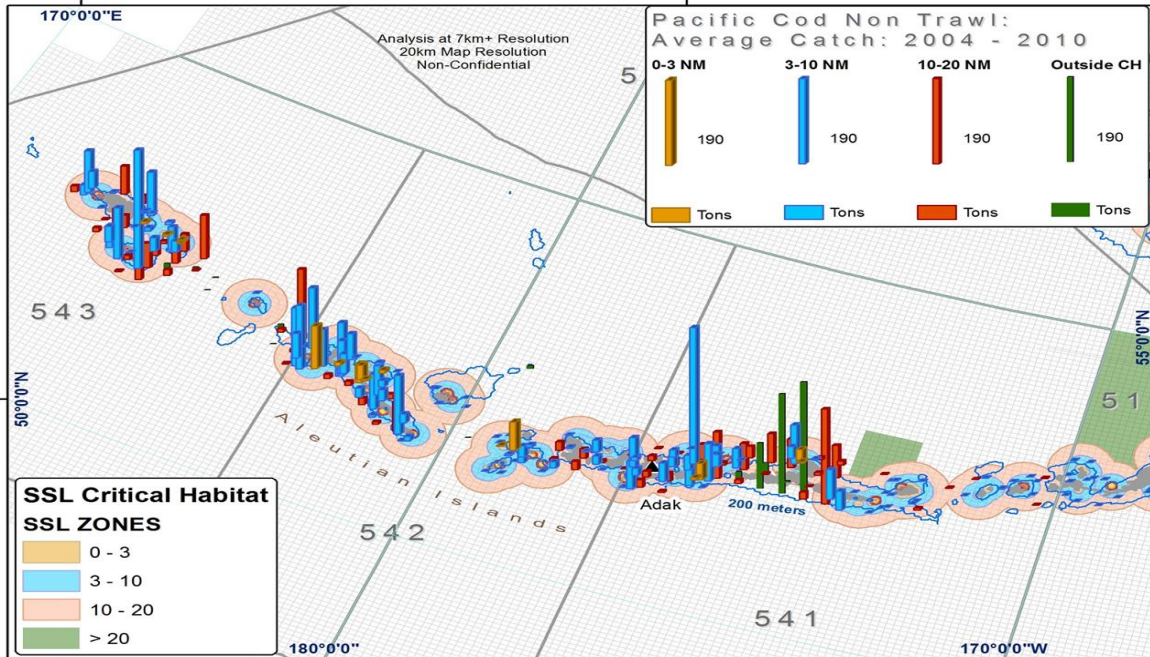 170°0'0"E
Analysis at 7km+ Resolution
20km Map Resolution
Non-Confidential
5
Pacific Cod Non Trawl:
Average Catch: 2004 - 2010
0-3 NM 3-10 NM 10-20 NM Outside CH
190 190 190 190
Tons Tons Tons Tons
543
50°0'0"N
55°0'0"N
51
Aleutian Islands
Adak
200 meters
542
541
SSL Critical Habitat
SSL ZONES
0 - 3
3 - 10
10 - 20
> 20
180°0'0"
170°0'0"W